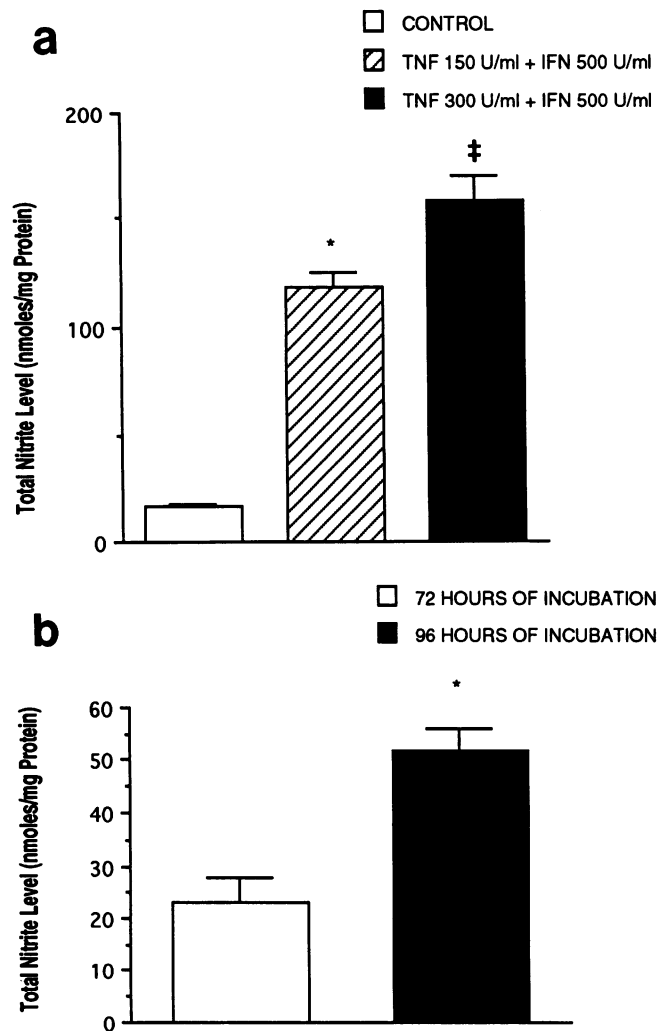 a
CONTROL
TNF 150 U/ml + IFN 500 U/ml
TNF 300 U/ml + IFN 500 U/ml
Total Nitrite Level (nmoles/mg Protein)
200
100
0
*
‡
b
72 HOURS OF INCUBATION
96 HOURS OF INCUBATION
Total Nitrite Level (nmoles/mg Protein)
60
50
40
30
20
10
0
*